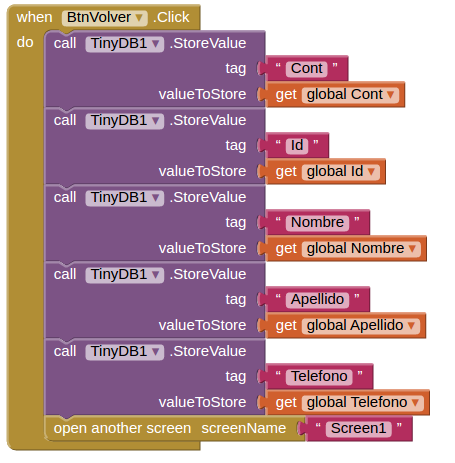 when BtnVolver .Click
do call TinyDB1 .StoreValue
tag " Cont "
valueToStore get global Cont
call TinyDB1 .StoreValue
tag " Id "
valueToStore get global Id
call TinyDB1 .StoreValue
tag " Nombre "
valueToStore get global Nombre
call TinyDB1 .StoreValue
tag " Apellido "
valueToStore get global Apellido
call TinyDB1 .StoreValue
tag " Telefono "
valueToStore get global Telefono
open another screen screenName " Screen1 "